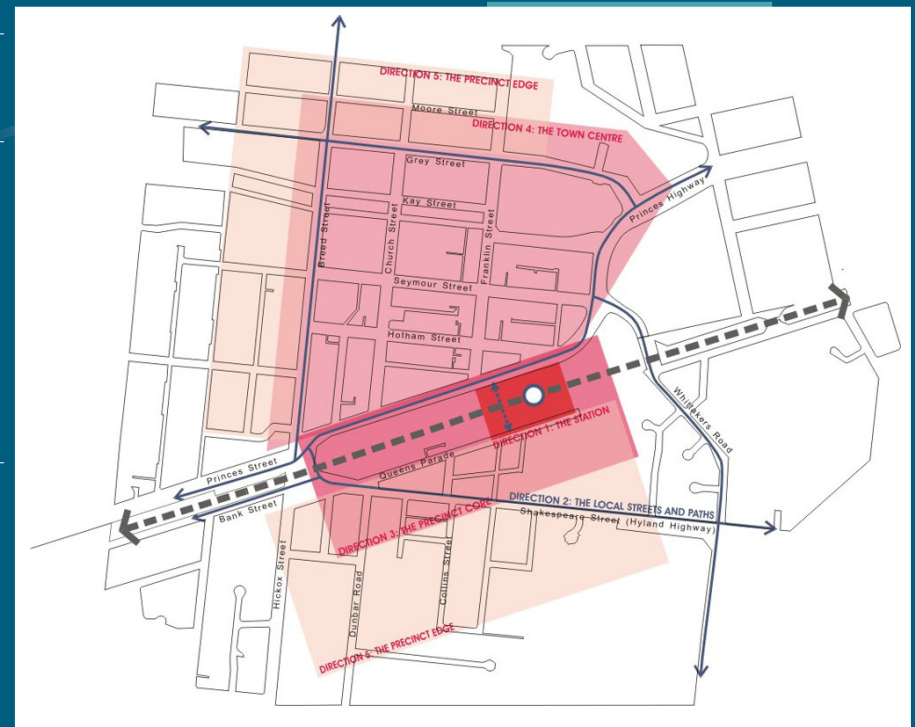 DIRECTION 5: THE PRECINCT EDGE
Moore Street
DIRECTION 4: THE TOWN CENTRE
Grey Street
Princes Highway
Kay Street
Breed Street
Church Street
Franklin Street
Seymour Street
Hotham Street
Whittakers Road
DIRECTION 1: THE STATION
Queens Parade
Princes Street
DIRECTION 2: THE LOCAL STREETS AND PATHS
Bank Street
Shakespeare Street (Hyland Highway)
DIRECTION 3: THE PRECINCT CORE
Hickox Street
Collins Street
Dunbar Road
DIRECTION 5: THE PRECINCT EDGE